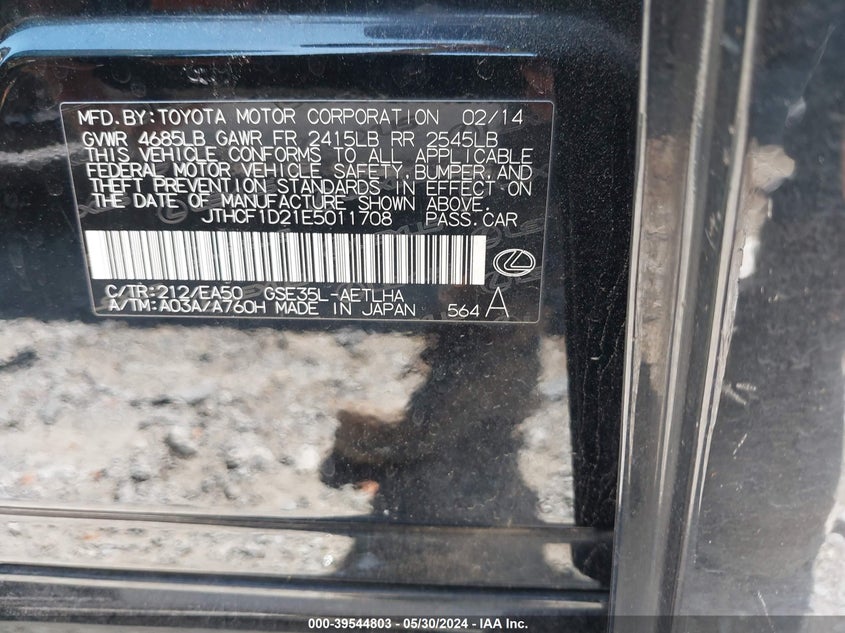 MFD.BY:TOYOTA MOTOR CORPORATION 02/14
GVWR 4685LB GAWR FR 2415LB RR 2545LB
THIS VEHICLE CONFORMS TO ALL APPLICABLE
FEDERAL MOTOR VEHICLE SAFETY,BUMPER,AND
THEFT PREVENTION STANDARDS IN EFFECT ON
THE DATE OF MANUFACTURE SHOWN ABOVE.
JTHCF1D21E5011708 PASS.CAR
C/TR:212/EA50 GSE35L-AETLHA
A/TM:A03A/A760H MADE IN JAPAN 564 A
000-39544803 - 05/30/2024 - IAA Inc.